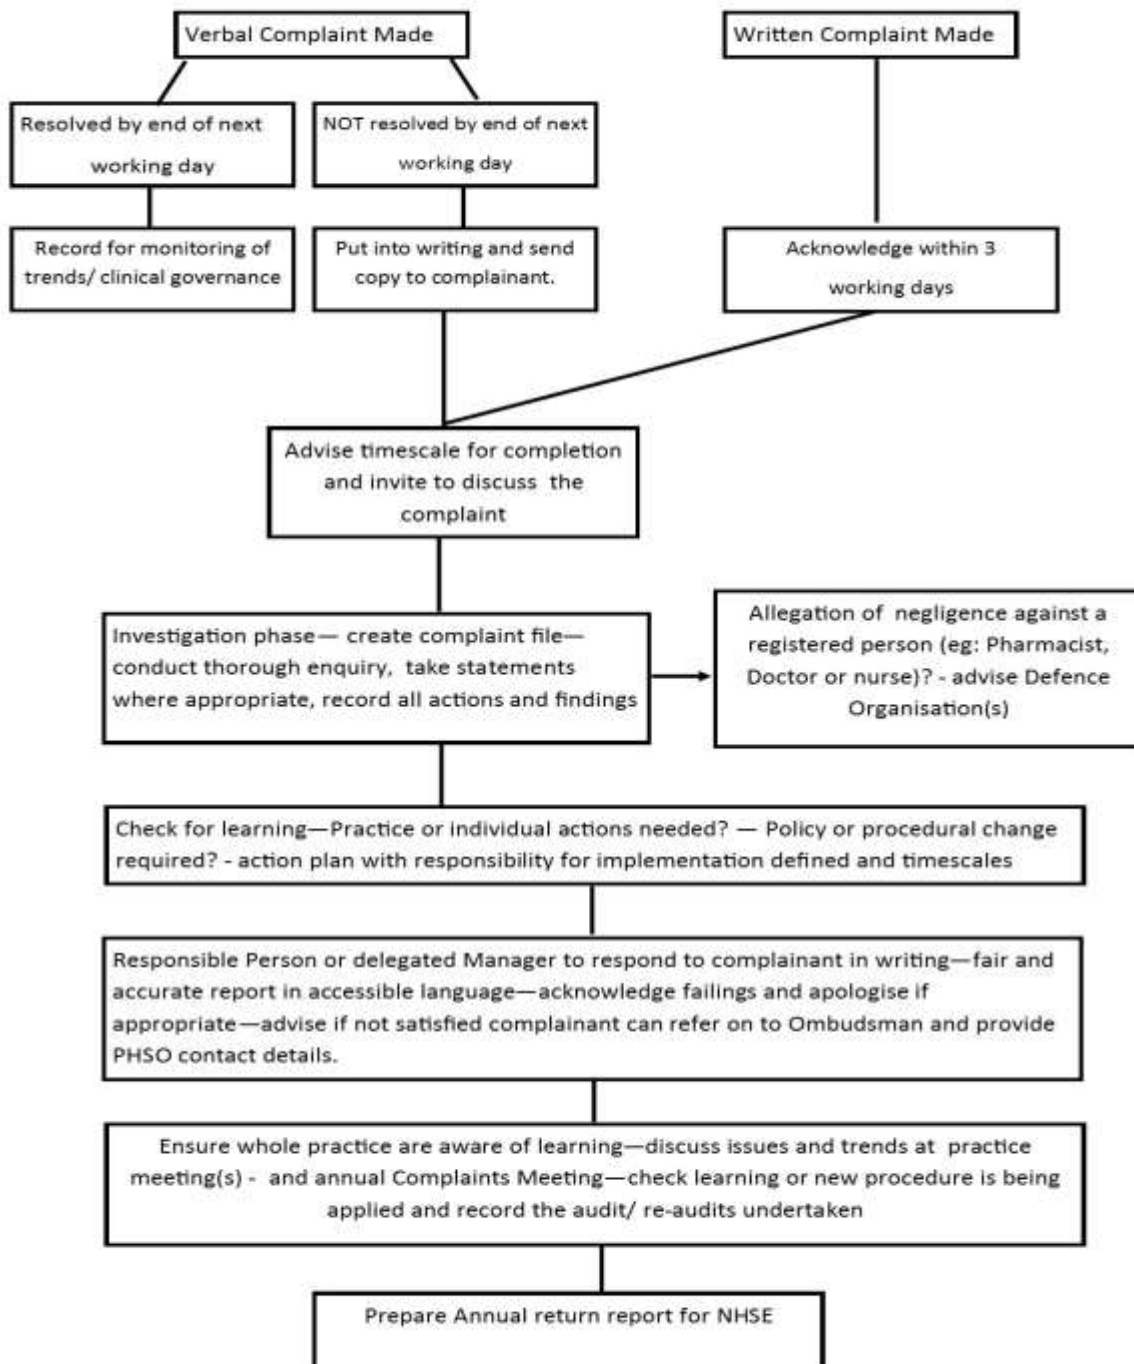 Verbal Complaint Made
Written Complaint Made
Resolved by end of next
working day
NOT resolved by end of next
working day
Record for monitoring of
trends/ clinical governance
Put into writing and send
copy to complainant.
Acknowledge within 3
working days
Advise timescale for completion
and invite to discuss the
complaint
Investigation phase— create complaint file—
conduct thorough enquiry, take statements
where appropriate, record all actions and findings
Allegation of negligence against a
registered person (eg: Pharmacist,
Doctor or nurse)? - advise Defence
Organisation(s)
Check for learning—Practice or individual actions needed? — Policy or procedural change
required? - action plan with responsibility for implementation defined and timescales
Responsible Person or delegated Manager to respond to complainant in writing—fair and
accurate report in accessible language—acknowledge failings and apologise if
appropriate—advise if not satisfied complainant can refer on to Ombudsman and provide
PHSO contact details.
Ensure whole practice are aware of learning—discuss issues and trends at practice
meeting(s) - and annual Complaints Meeting—check learning or new procedure is being
applied and record the audit/ re-audits undertaken
Prepare Annual return report for NHSE